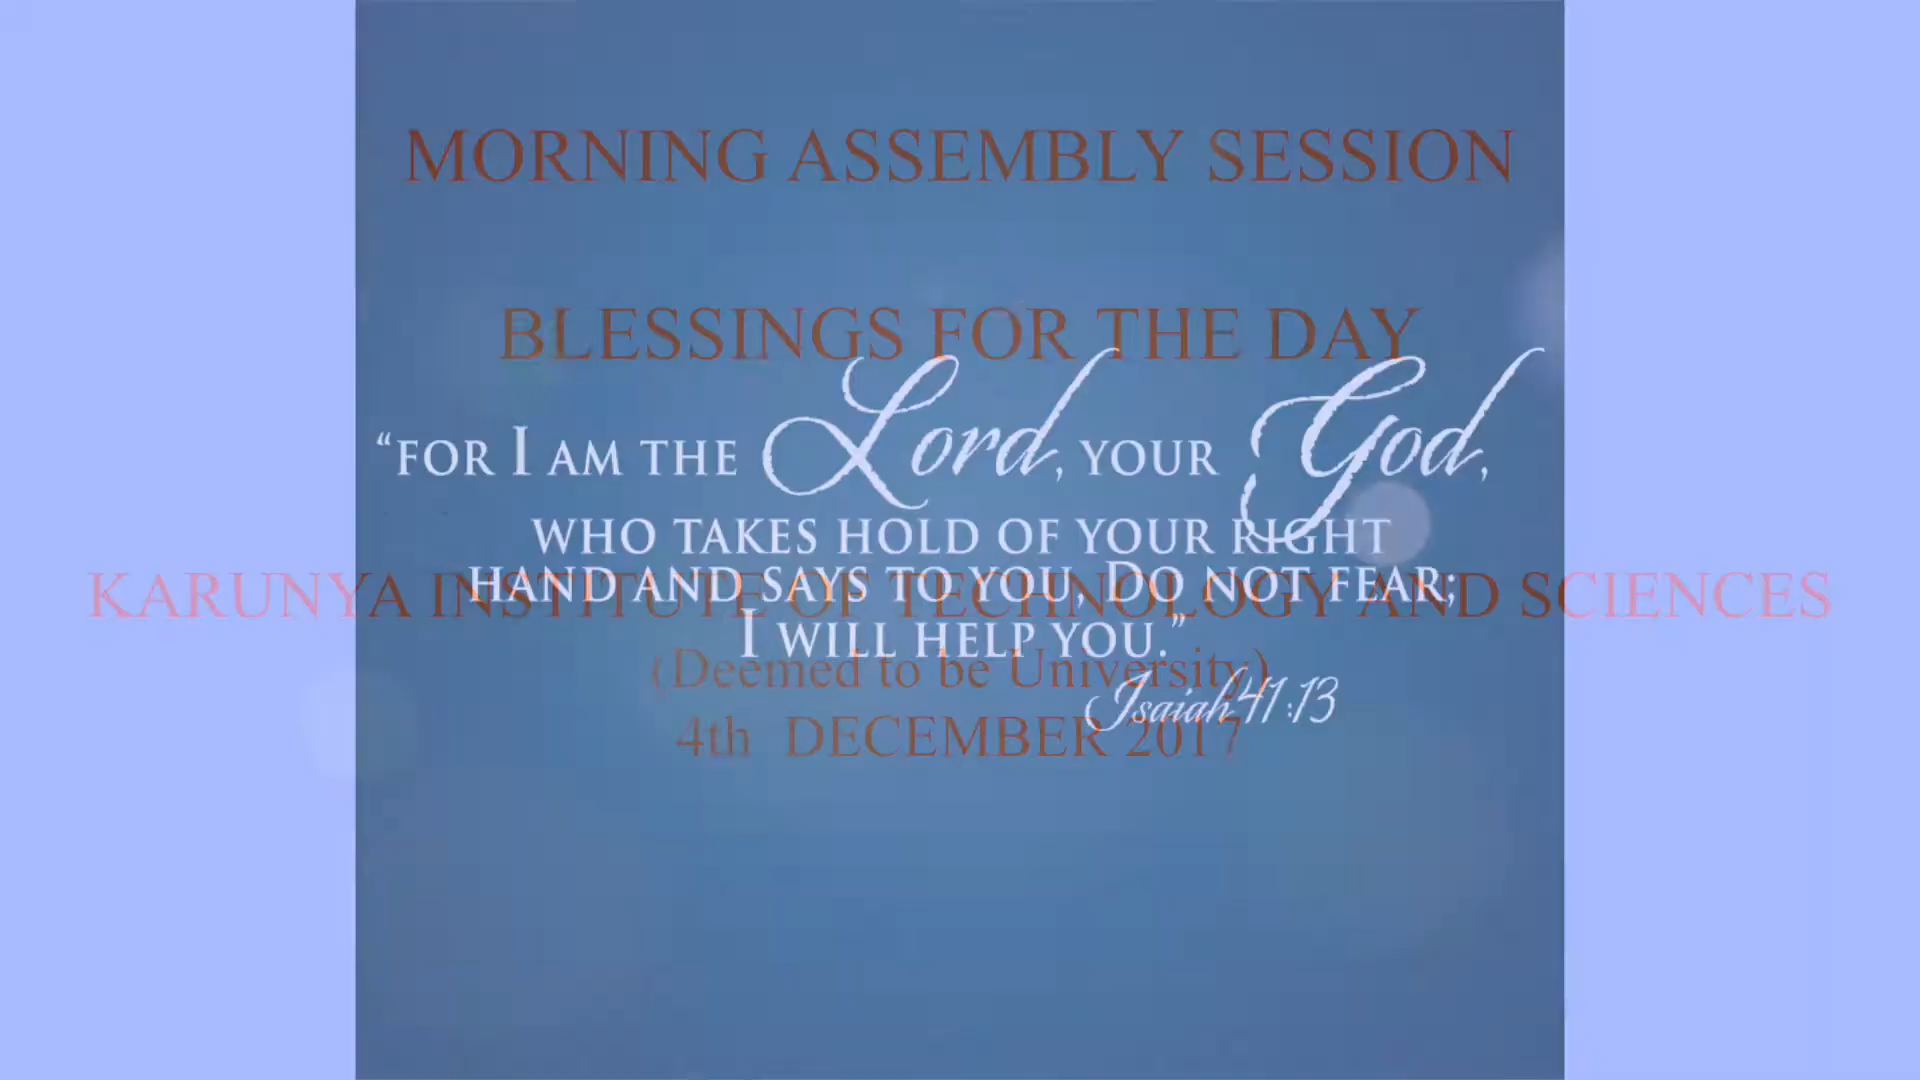 MORNING ASSEMBLY SESSION
BLESSINGS FOR THE DAY
“FOR I AM THE Lord, YOUR God,
WHO TAKES HOLD OF YOUR RIGHT
HAND AND SAYS TO YOU, DO NOT FEAR;
KARUNYA INSTITUTE OF TECHNOLOGY AND SCIENCES
I WILL HELP YOU.”
(Deemed to be University)
Isaiah 41:13
4th DECEMBER 2017